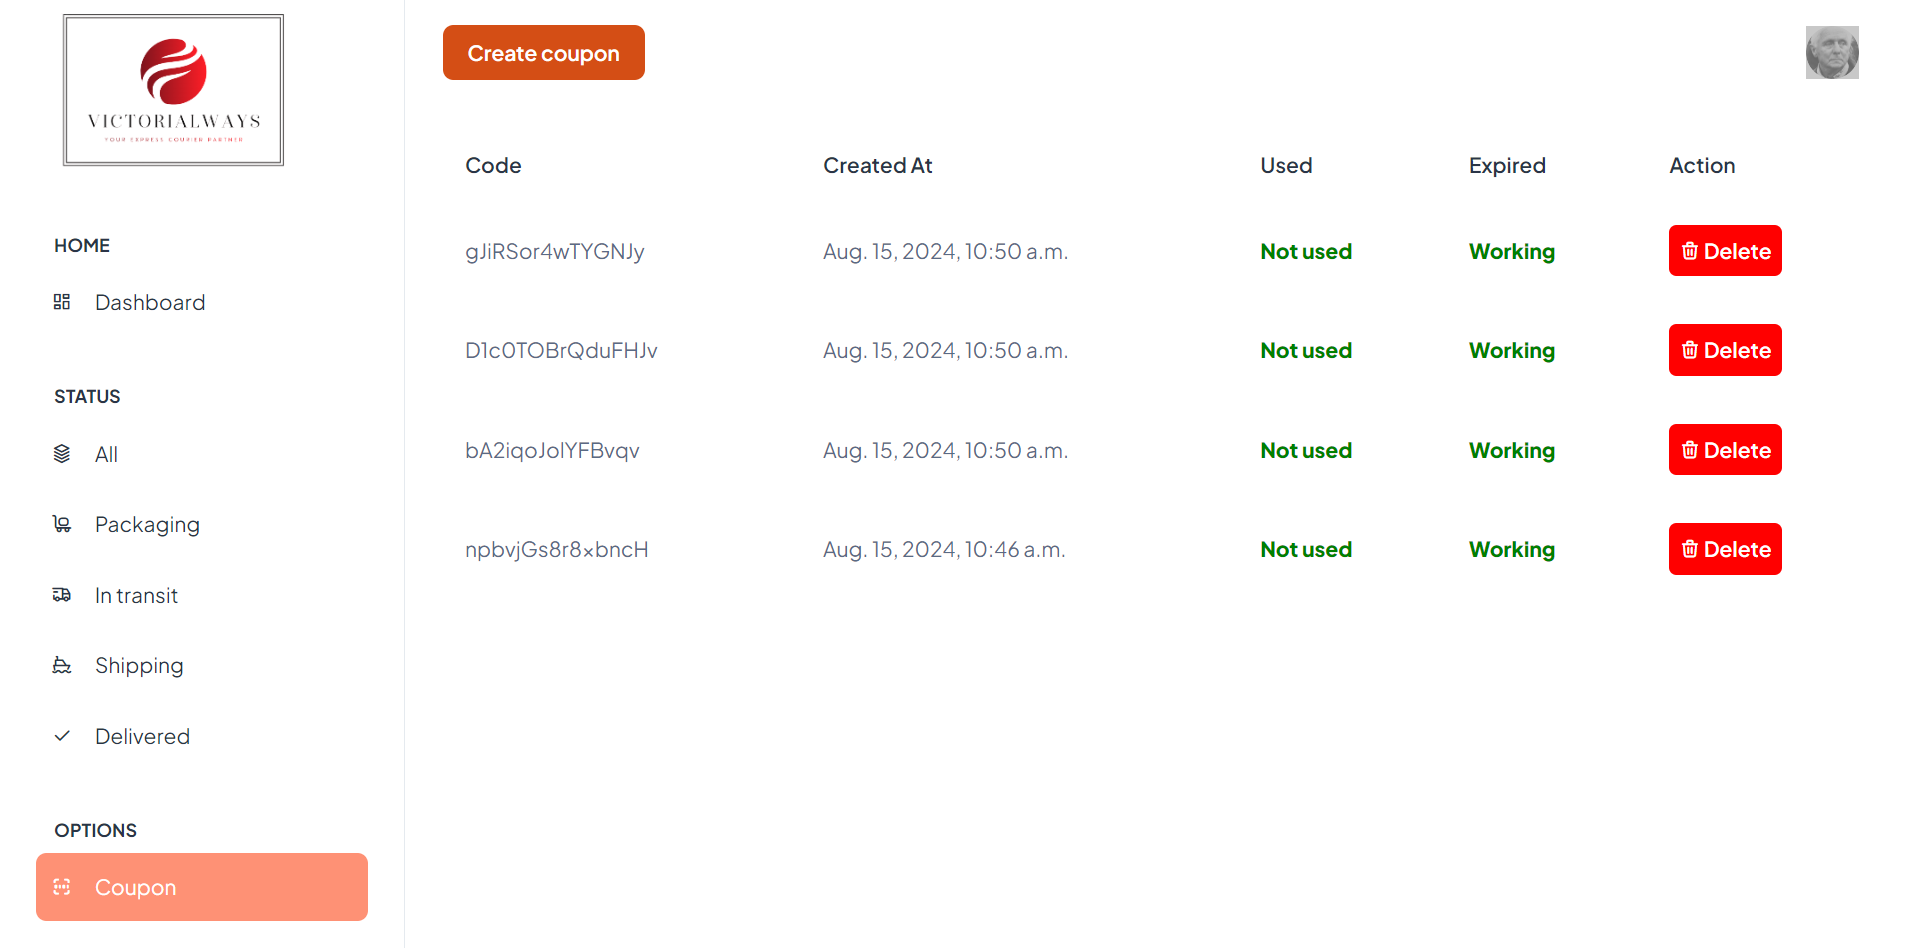 VICTORIALWAYS
YOUR EXPRESS COURIER PARTNER
HOME
Dashboard
STATUS
All
Packaging
In transit
Shipping
Delivered
OPTIONS
Coupon
Create coupon
Code Created At Used Expired Action
gJiRSor4wTYGNJy Aug. 15, 2024, 10:50 a.m. Not used Working Delete
D1c0TOBrQduFHJv Aug. 15, 2024, 10:50 a.m. Not used Working Delete
bA2iqoJolYFBvqv Aug. 15, 2024, 10:50 a.m. Not used Working Delete
npbvjGs8r8xbncH Aug. 15, 2024, 10:46 a.m. Not used Working Delete